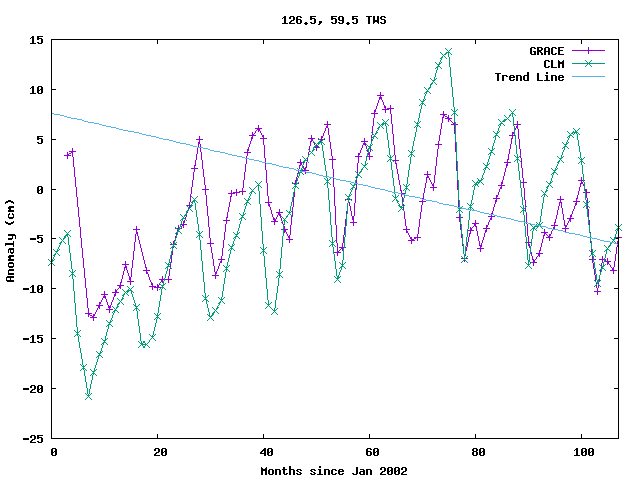 126.5, 59.5 TWS
GRACE
CLM
Trend Line
15
10
5
0
-5
-10
-15
-20
-25
Anomaly (cm)
0 20 40 60 80 100
Months since Jan 2002